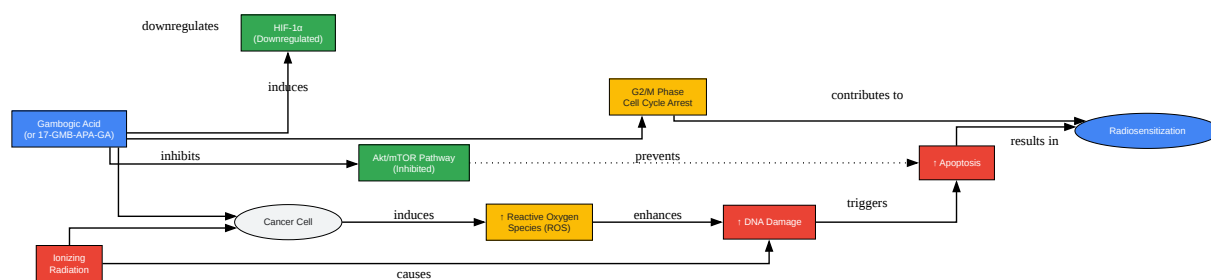 downregulates
HIF-1α
(Downregulated)
induces
G2/M Phase
Cell Cycle Arrest
contributes to
Gambogic Acid
(or 17-GMB-APA-GA)
Radiosensitization
results in
inhibits
Akt/mTOR Pathway
(Inhibited)
prevents
↑ Apoptosis
triggers
Cancer Cell
induces
↑ Reactive Oxygen
Species (ROS)
enhances
↑ DNA Damage
Ionizing
Radiation
causes